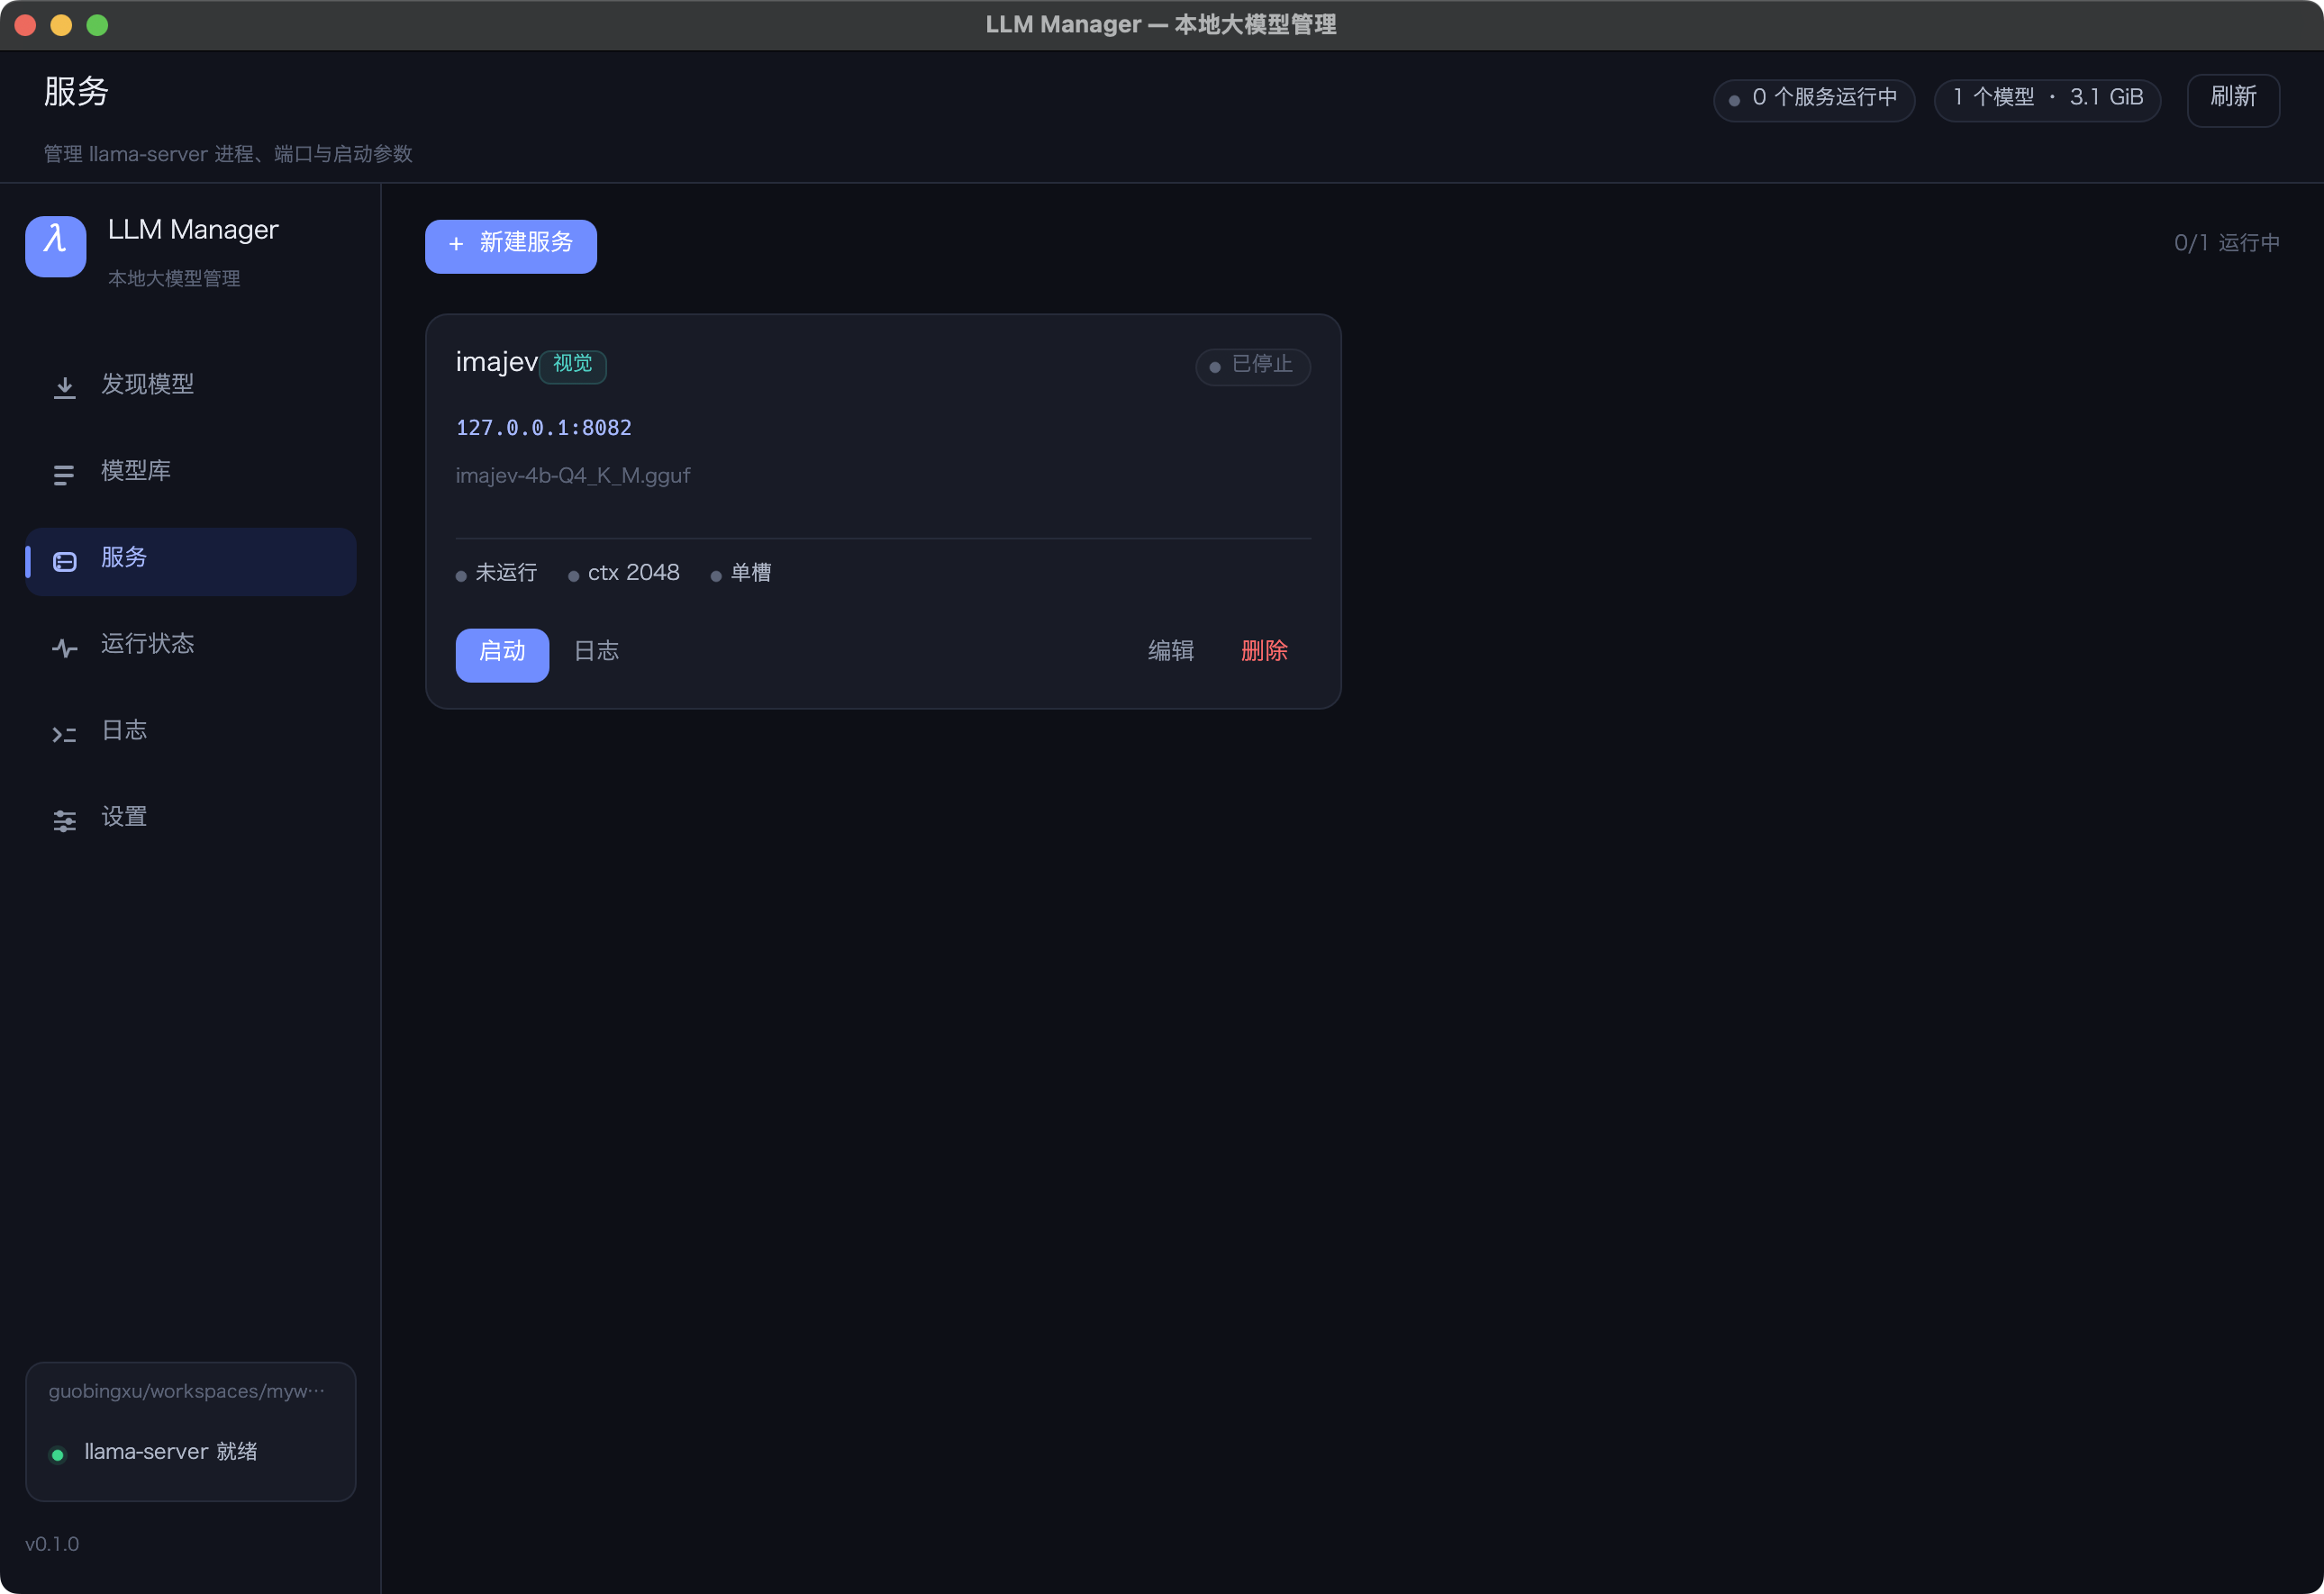 LLM Manager — 本地大模型管理
服务
0 个服务运行中
1 个模型 · 3.1 GiB
刷新
管理 llama-server 进程、端口与启动参数
λ
LLM Manager
本地大模型管理
发现模型
模型库
服务
运行状态
日志
设置
guobingxu/workspaces/myw···
llama-server 就绪
v0.1.0
+ 新建服务
0/1 运行中
imajev 视觉
已停止
127.0.0.1:8082
imajev-4b-Q4_K_M.gguf
未运行 ctx 2048 单槽
启动 日志 编辑 删除